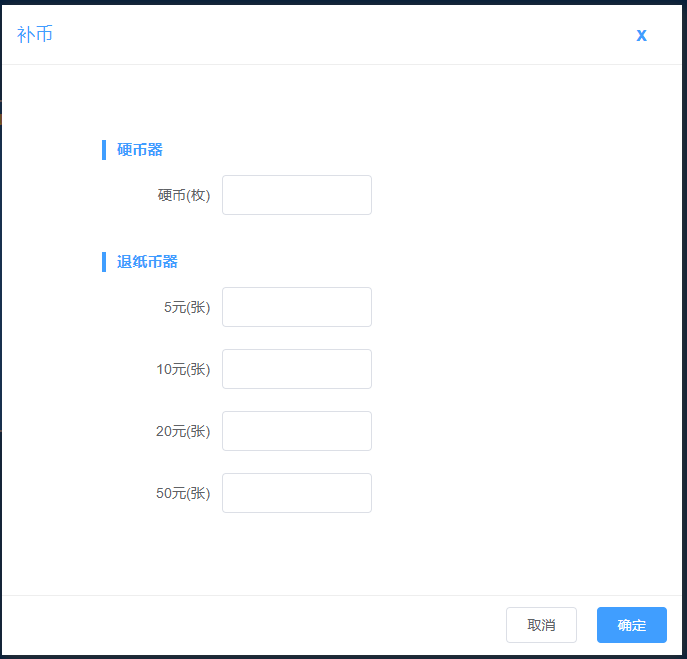 补币
x
硬币器
硬币(枚)
退纸币器
5元(张)
10元(张)
20元(张)
50元(张)
取消
确定